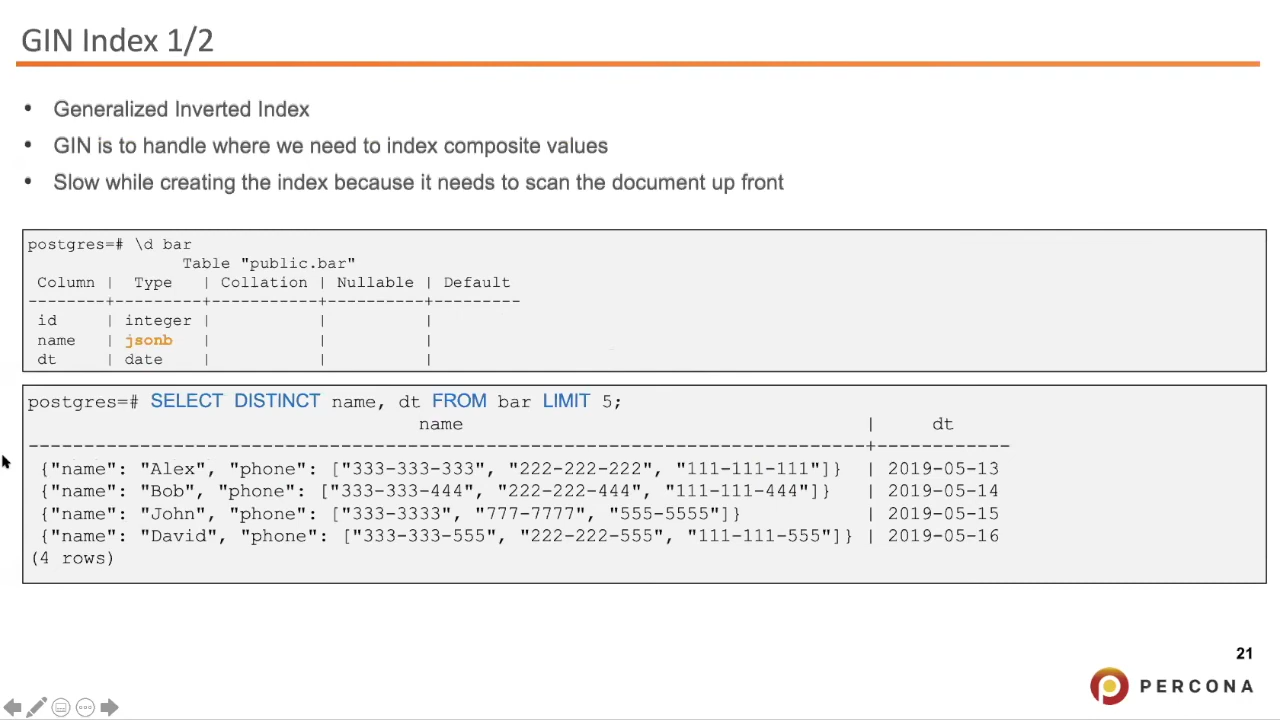 GIN Index 1/2
• Generalized Inverted Index
• GIN is to handle where we need to index composite values
• Slow while creating the index because it needs to scan the document up front
postgres=# \d bar
Table "public.bar"
Column | Type | Collation | Nullable | Default
--------+---------+-----------+----------+---------
id | integer | | |
name | jsonb | | |
dt | date | | |
postgres=# SELECT DISTINCT name, dt FROM bar LIMIT 5;
name | dt
---------------------------------------------------------------------------+------------
{"name": "Alex", "phone": ["333-333-333", "222-222-222", "111-111-111"]} | 2019-05-13
{"name": "Bob", "phone": ["333-333-444", "222-222-444", "111-111-444"]} | 2019-05-14
{"name": "John", "phone": ["333-3333", "777-7777", "555-5555"]} | 2019-05-15
{"name": "David", "phone": ["333-333-555", "222-222-555", "111-111-555"]} | 2019-05-16
(4 rows)
21
PERCONA